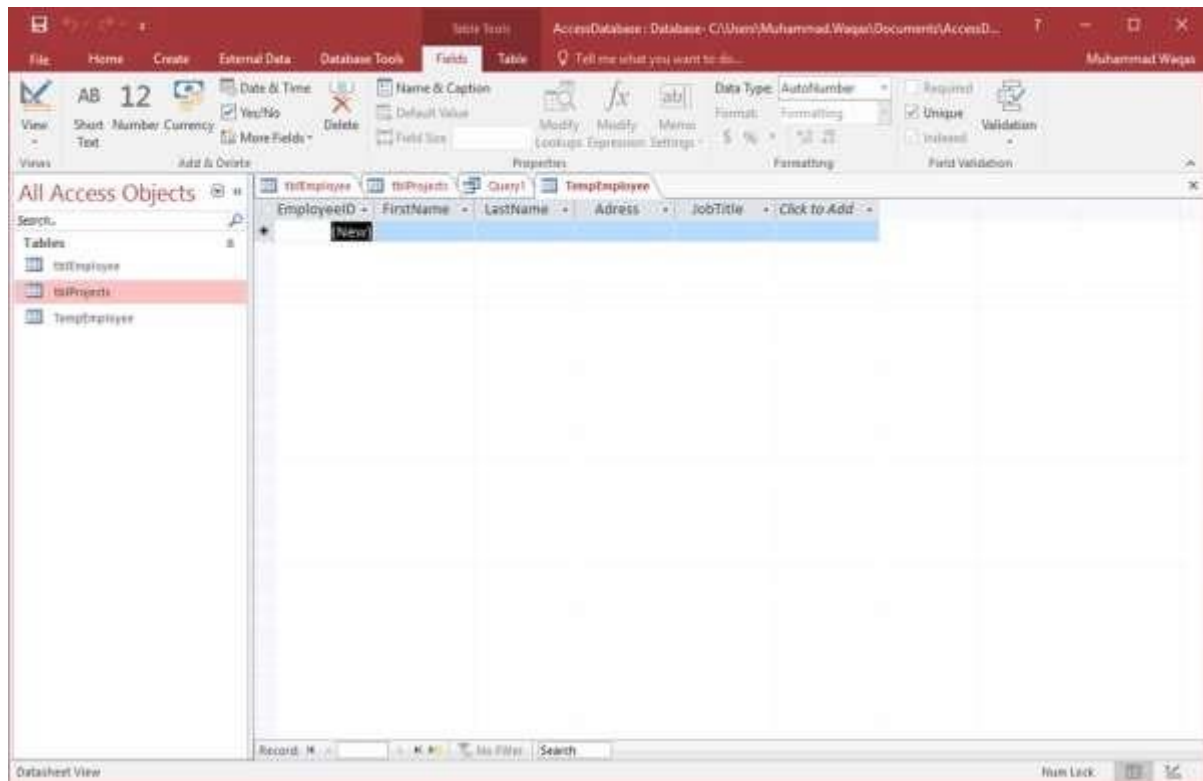 Table Tools
AccessDatabase : Database- C:\Users\Muhammad.Waqas\Documents\AccessD...
?
File Home Create External Data Database Tools Fields Table Tell me what you want to do... Muhammad Waqas
View
AB Short Text
12 Number
Currency
Date & Time
Yes/No
More Fields
Delete
Name & Caption
Default Value
Field Size
Modify Lookups
fx Modify Expression
ab| Memo Settings
Data Type: AutoNumber
Format: Formatting
$ %
Required
Unique
Indexed
Validation
Views Add & Delete Properties Formatting Field Validation
All Access Objects
Search..
Tables
tblEmployee
tblProjects
TempEmployee
tblEmployee tblProjects Query1 TempEmployee
EmployeeID FirstName LastName Adress JobTitle Click to Add
(New)
Record: No Filter Search
Datasheet View Num Lock